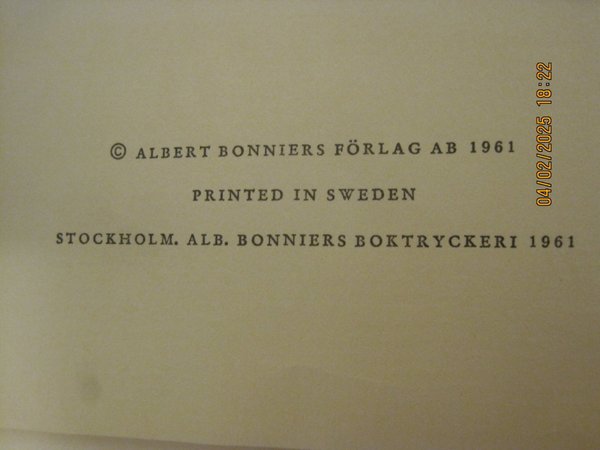 © ALBERT BONNIERS FÖRLAG AB 1961
PRINTED IN SWEDEN
STOCKHOLM. ALB. BONNIERS BOKTRYCKERI 1961
04/02/2025 18:22